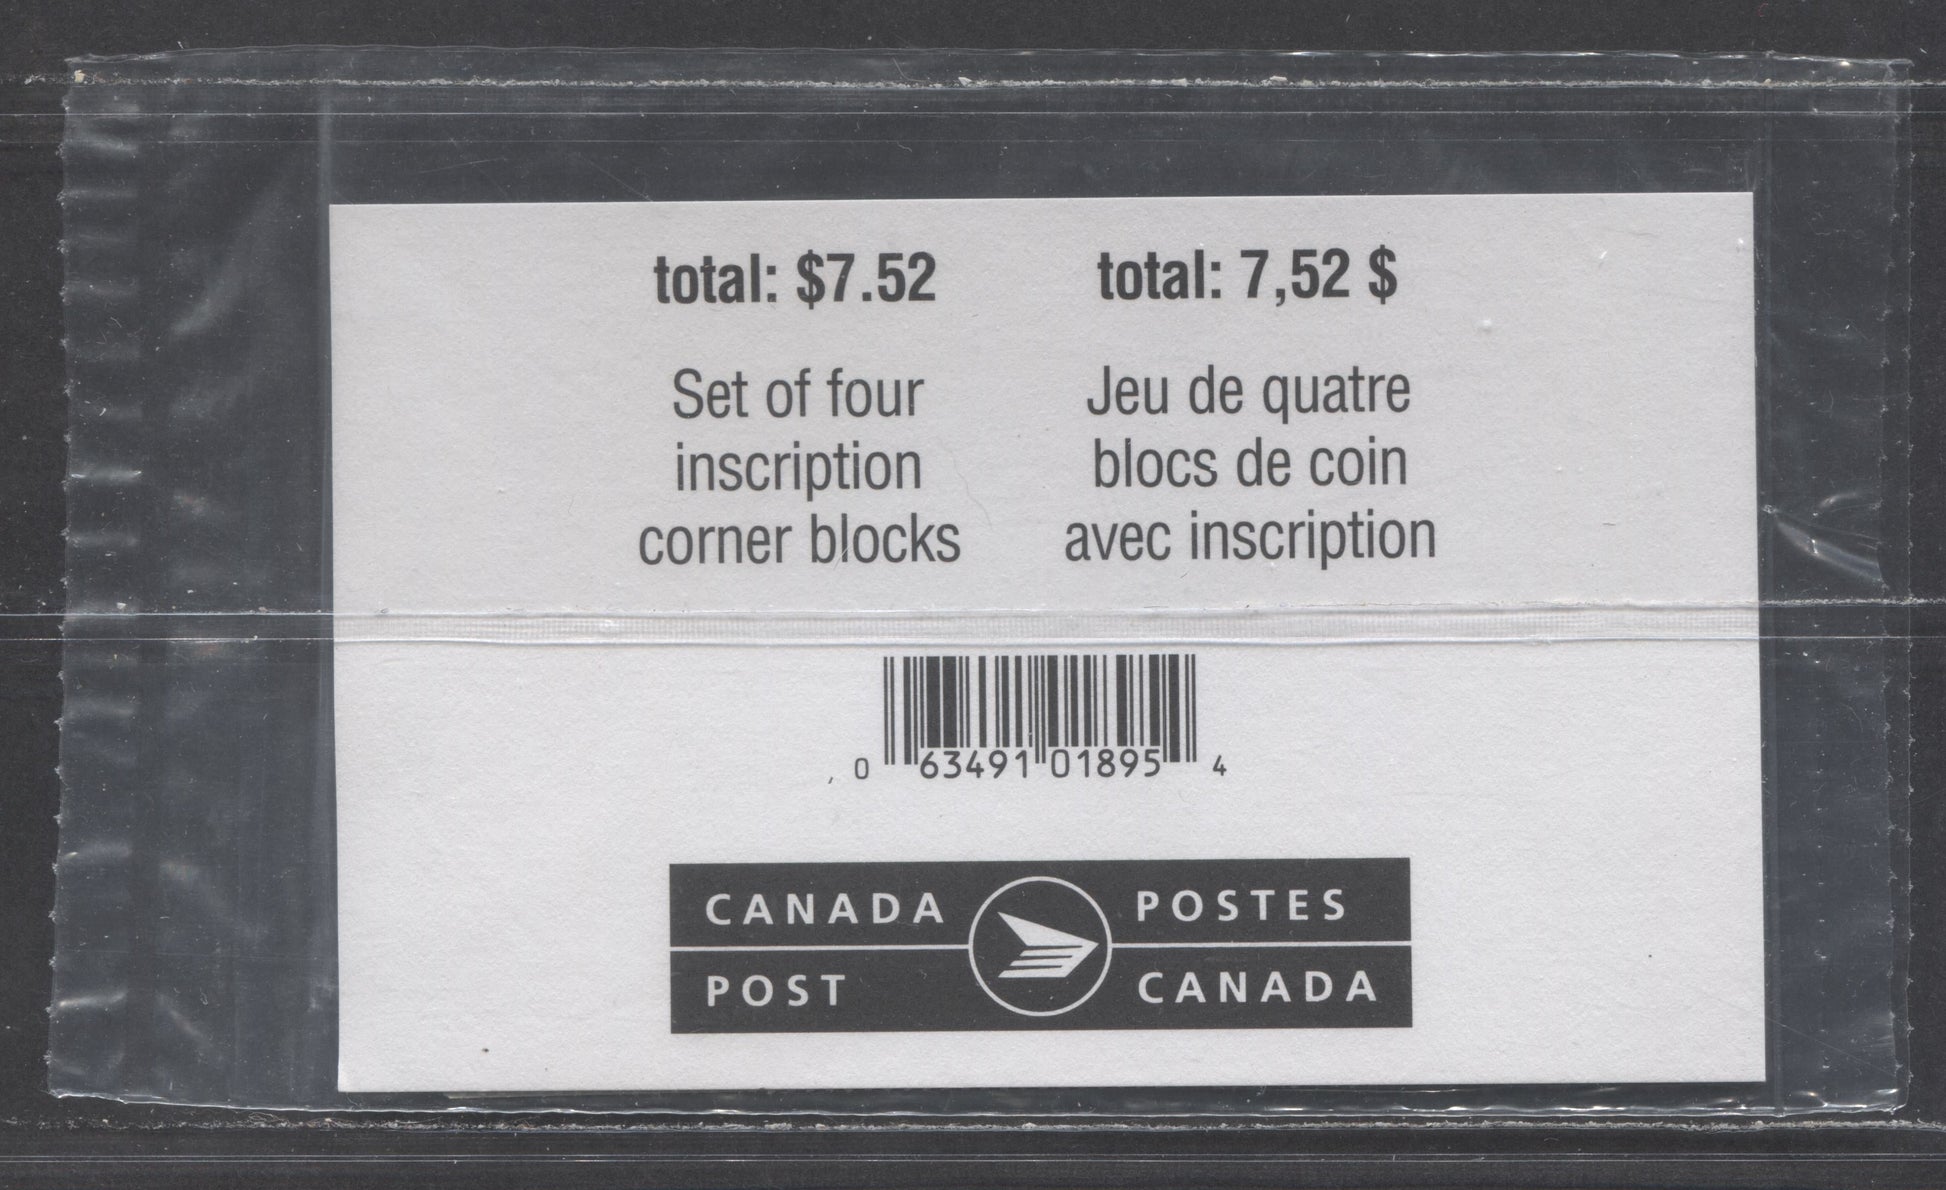 total: $7.52
Set of four
inscription
corner blocks
total: 7,52 $
Jeu de quatre
blocs de coin
avec inscription
0 63491 01895 4
CANADA
POST
POSTES
CANADA